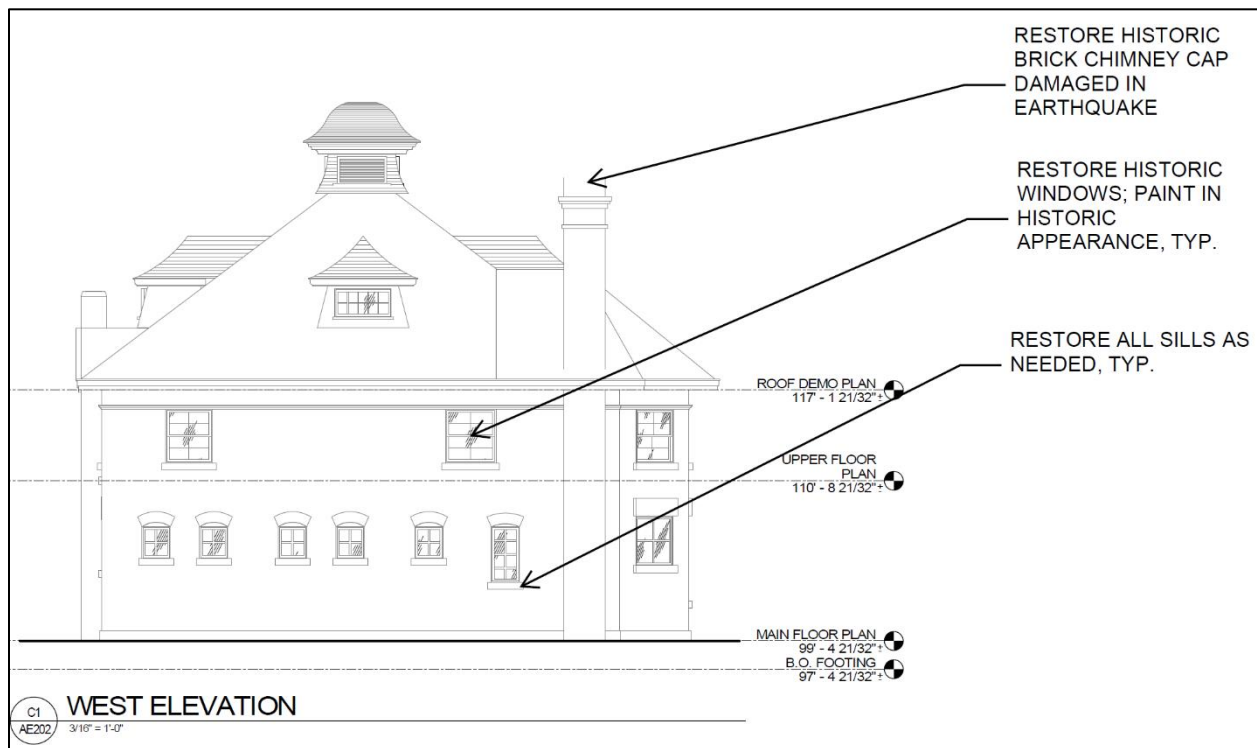 RESTORE HISTORIC
BRICK CHIMNEY CAP
DAMAGED IN
EARTHQUAKE
RESTORE HISTORIC
WINDOWS; PAINT IN
HISTORIC
APPEARANCE, TYP.
RESTORE ALL SILLS AS
NEEDED, TYP.
ROOF DEMO PLAN
117' - 1 21/32"±
UPPER FLOOR
PLAN
110' - 8 21/32"±
MAIN FLOOR PLAN
99' - 4 21/32"±
B.O. FOOTING
97' - 4 21/32"±
C1
AE202
WEST ELEVATION
3/16" = 1'-0"